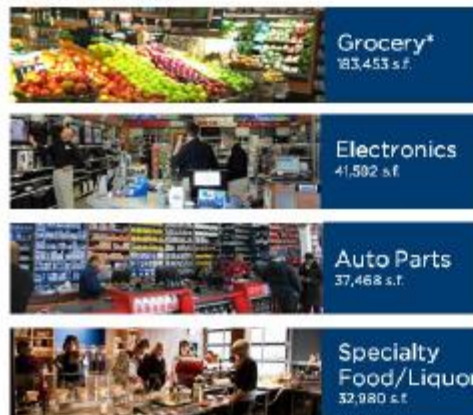 Grocery*
183,453 s.f.
Electronics
41,592 s.f.
Auto Parts
37,468 s.f.
Specialty
Food/Liquor
32,980 s.f.